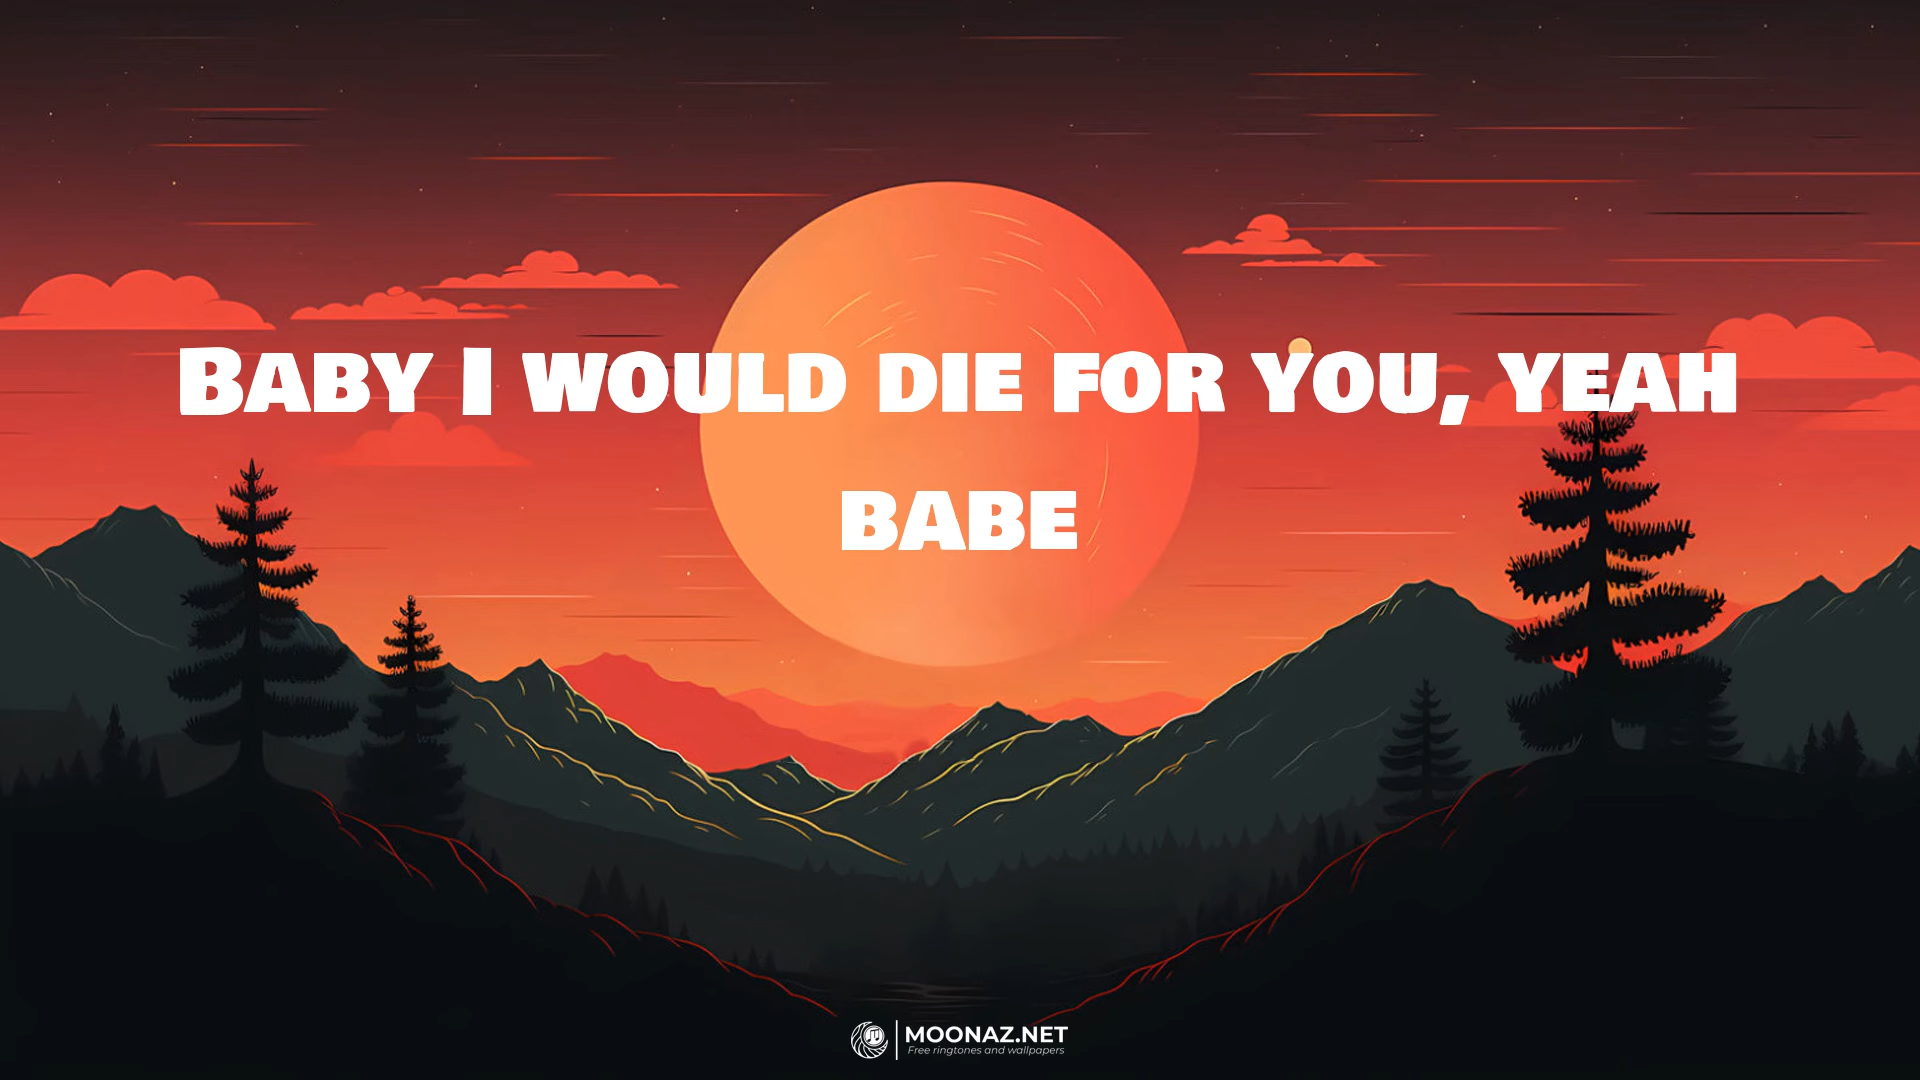 Baby I would die for you, yeah
babe
MOONAZ.NET
Free ringtones and wallpapers